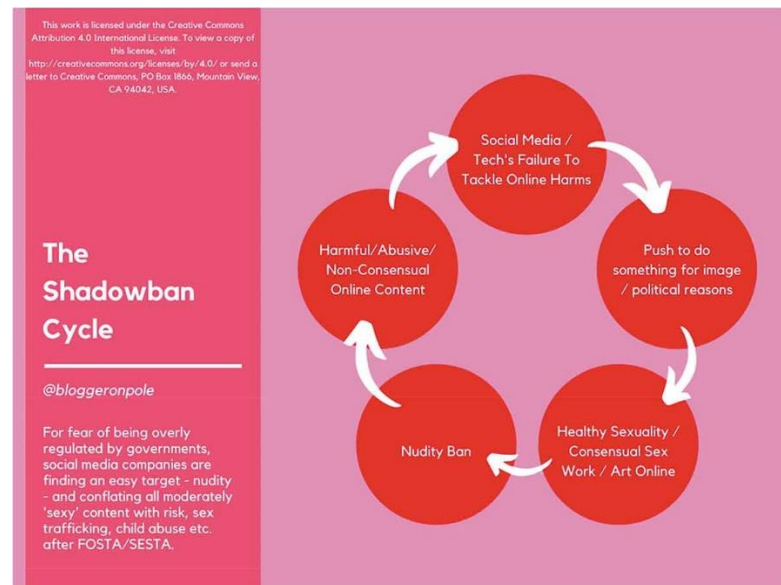 This work is licensed under the Creative Commons
Attribution 4.0 International License. To view a copy of
this license, visit
http://creativecommons.org/licenses/by/4.0/ or send a
letter to Creative Commons, PO Box 1866, Mountain View,
CA 94042, USA.
The
Shadowban
Cycle
@bloggeronpole
For fear of being overly
regulated by governments,
social media companies are
finding an easy target - nudity
- and conflating all moderately
'sexy' content with risk, sex
trafficking, child abuse etc.
after FOSTA/SESTA.
Social Media /
Tech's Failure To
Tackle Online Harms
Push to do
something for image
/ political reasons
Healthy Sexuality /
Consensual Sex
Work / Art Online
Nudity Ban
Harmful/Abusive/
Non-Consensual
Online Content